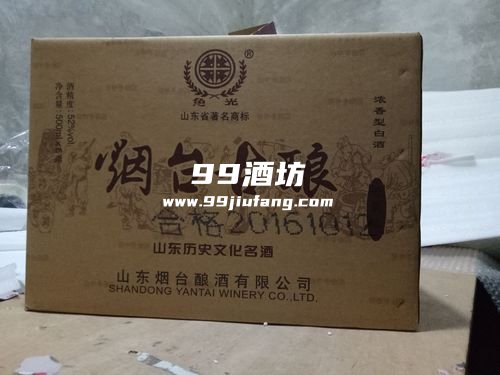 酒精度:52%vol
净含量:500ml×6瓶
®
山东省著名商标
浓香型白酒
烟台古酿
99酒坊
www.99jiufang.com
合格20161012
山东历史文化名酒
山东烟台酿酒有限公司
SHANDONG YANTAI WINERY CO.,LTD.